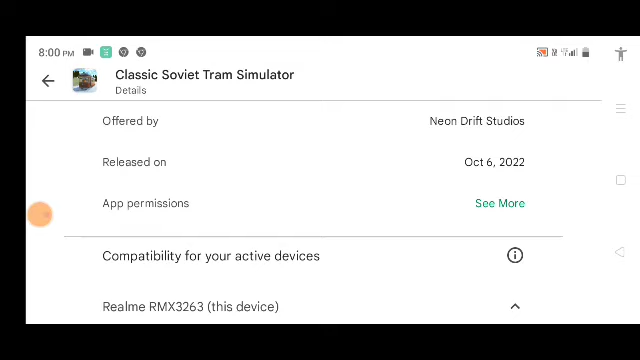 8:00 PM
Classic Soviet Tram Simulator
Details
Offered by
Neon Drift Studios
Released on
Oct 6, 2022
App permissions
See More
Compatibility for your active devices
Realme RMX3263 (this device)